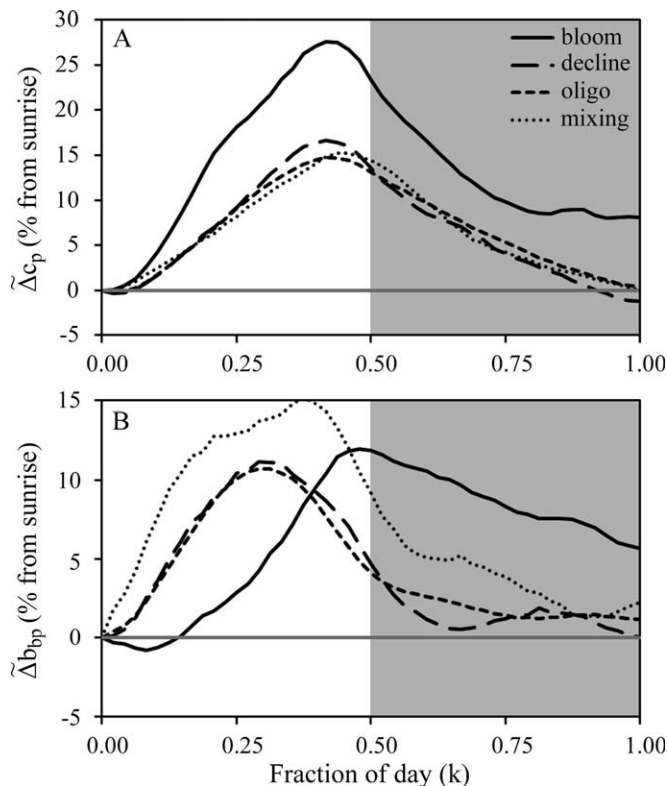 A
bloom
decline
oligo
mixing
Δ̃cp (% from sunrise)
30
25
20
15
10
5
0
-5
0.00 0.25 0.50 0.75 1.00
B
Δ̃bbp (% from sunrise)
15
10
5
0
-5
0.00 0.25 0.50 0.75 1.00
Fraction of day (k)